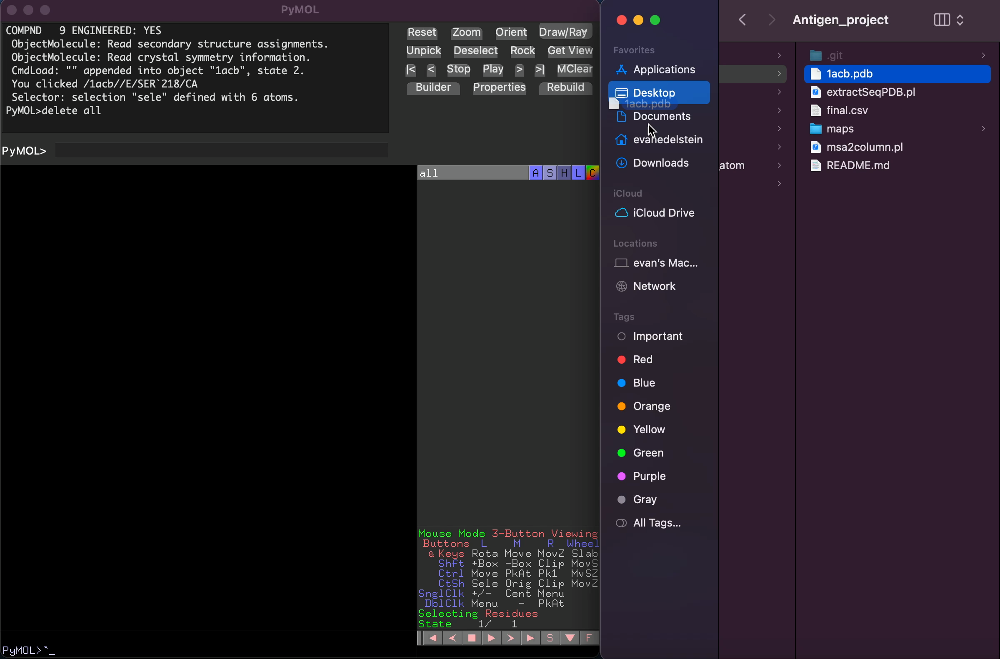 PyMOL
COMPND   9 ENGINEERED: YES
ObjectMolecule: Read secondary structure assignments.
ObjectMolecule: Read crystal symmetry information.
CmdLoad: "" appended into object "1acb", state 2.
You clicked /1acb//E/SER`218/CA
Selector: selection "sele" defined with 6 atoms.
PyMOL>delete all
PyMOL>
Reset Zoom Orient Draw/Ray
Unpick Deselect Rock Get View
|< < Stop Play > >| MClear
Builder Properties Rebuild
all A S H L C
Mouse Mode 3-Button Viewing
Buttons L M R Wheel
& Keys Rota Move MovZ Slab
Shft +Box -Box Clip MovS
Ctrl Move PkAt Pk1 MvSZ
CtSh Sele Orig Clip MovZ
SnglClk +/- Cent Menu
DblClk Menu - PkAt
Selecting Residues
State 1/ 1
S F
PyMOL>`_
Favorites
Applications
Desktop
1acb.pdb
Documents
evanedelstein
Downloads
iCloud
iCloud Drive
Locations
evan's Mac...
Network
Tags
Important
Red
Blue
Orange
Yellow
Green
Purple
Gray
All Tags...
Antigen_project
atom
.git
1acb.pdb
extractSeqPDB.pl
final.csv
maps
msa2column.pl
README.md